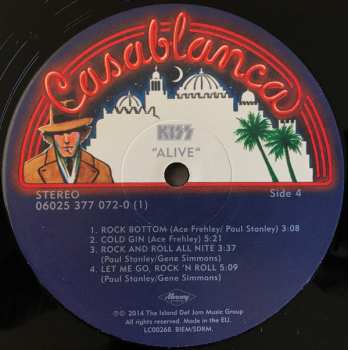 Casablanca
KISS
"ALIVE"
STEREO
Side 4
06025 377 072-0 (1)
1. ROCK BOTTOM (Ace Frehley/ Paul Stanley) 3:08
2. COLD GIN (Ace Frehley) 5:21
3. ROCK AND ROLL ALL NITE 3:37
(Paul Stanley/Gene Simmons)
4. LET ME GO, ROCK 'N ROLL 5:09
(Paul Stanley/Gene Simmons)
Mercury
℗ © 2014 The Island Def Jam Music Group
All rights reserved. Made in the EU.
LC00268. BIEM/SDRM.